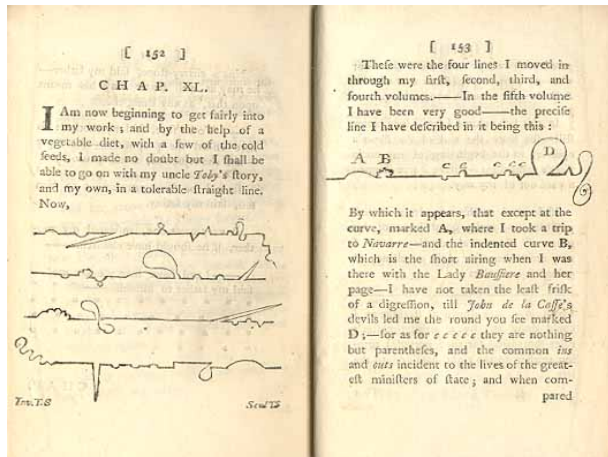 [ 152 ]
CHAP. XL.
I Am now beginning to get fairly into
my work ; and by the help of a
vegetable diet, with a few of the cold
ſeeds, I made no doubt but I ſhall be
able to go on with my uncle Toby's ſtory,
and my own, in a tolerable ſtraight line.
Now,
Inv. T.S
Scul T.S
[ 153 ]
Theſe were the four lines I moved in
through my firſt, ſecond, third, and
fourth volumes.——In the fifth volume
I have been very good——the preciſe
line I have deſcribed in it being this :
A B c c c c c D
By which it appears, that except at the
curve, marked A, where I took a trip
to Navarre—and the indented curve B,
which is the ſhort airing when I was
there with the Lady Bauſſiere and her
page—I have not taken the leaſt friſk
of a digreſſion, till John de la Caſſe's
devils led me the round you ſee marked
D ;—for as for c c c c c they are nothing
but parentheſes, and the common ins
and outs incident to the lives of the great-
eſt miniſters of ſtate ; and when com-
pared